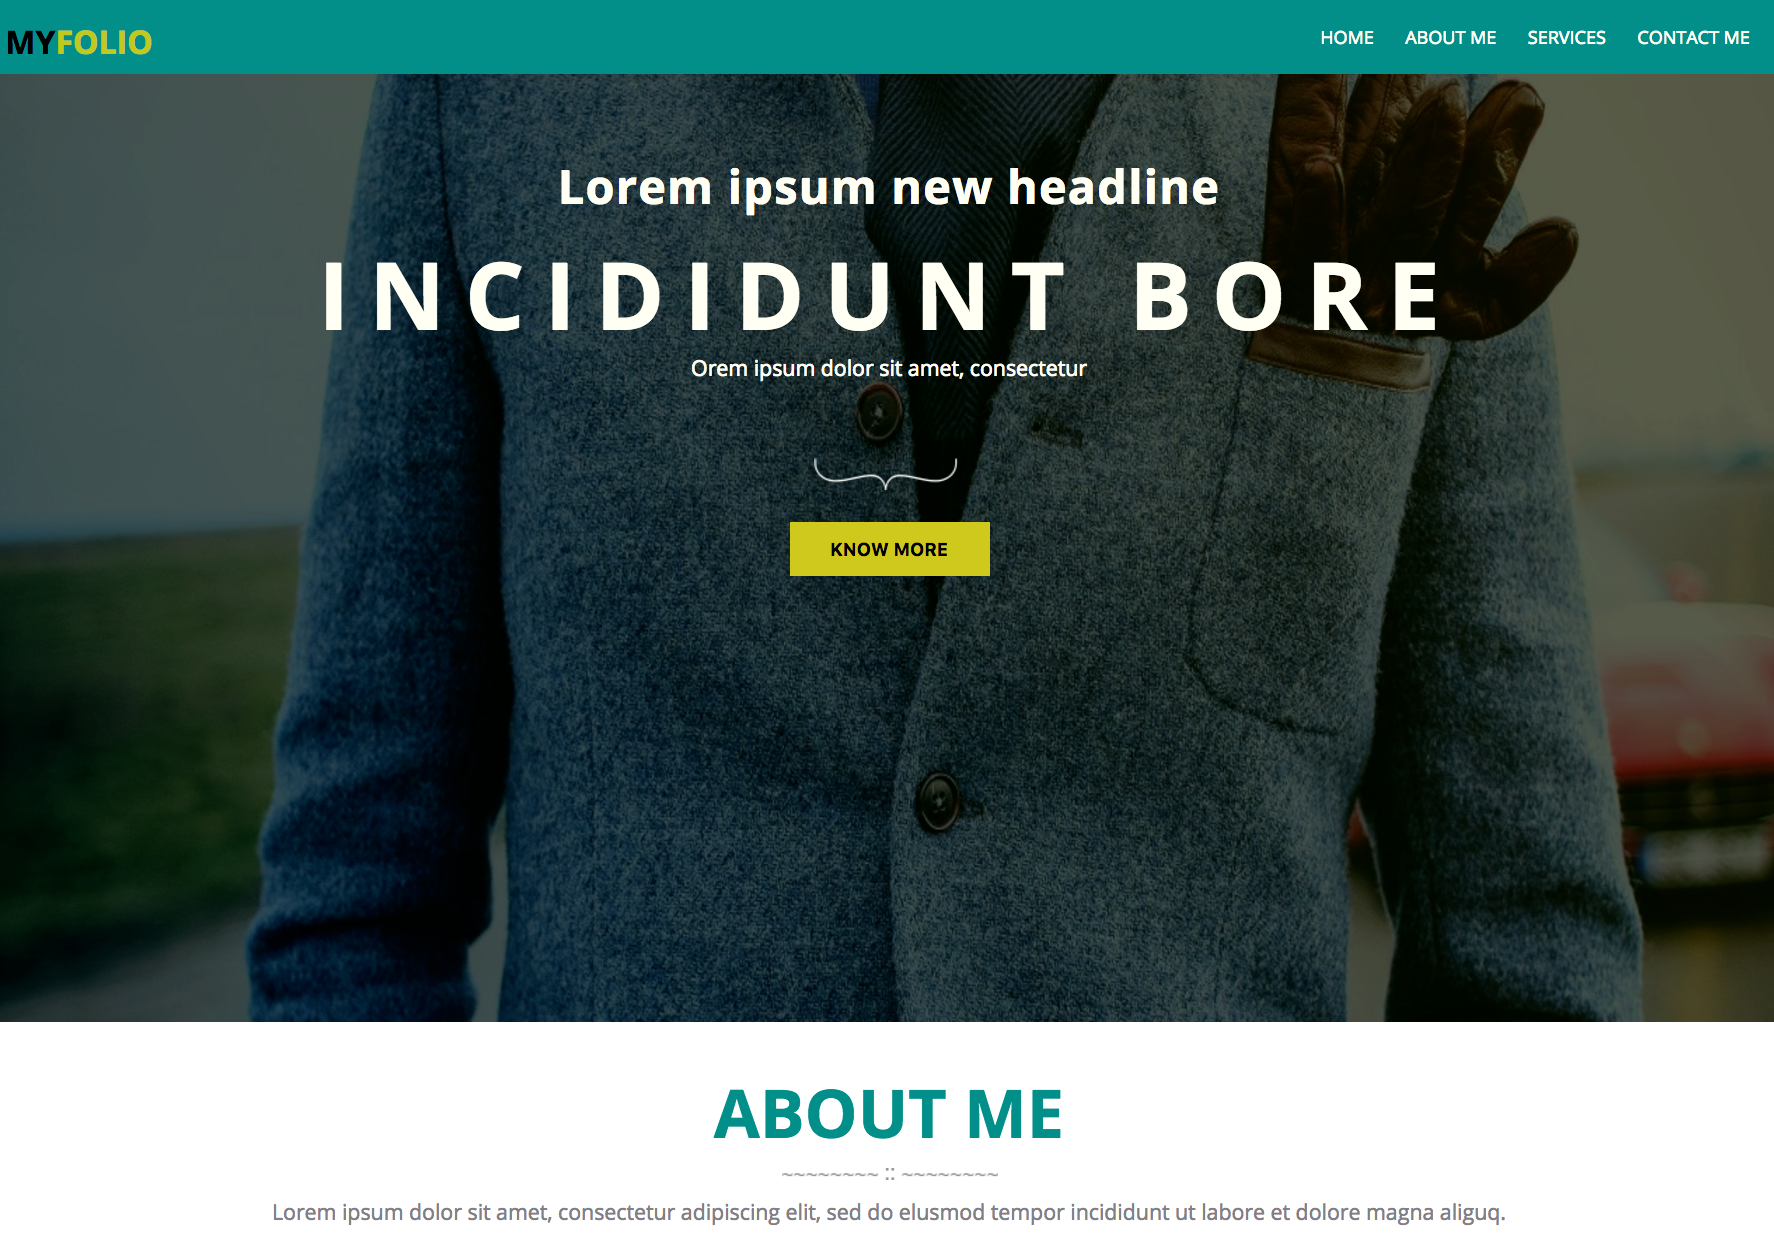 MYFOLIO
HOME ABOUT ME SERVICES CONTACT ME
Lorem ipsum new headline
INCIDIDUNT BORE
Orem ipsum dolor sit amet, consectetur
KNOW MORE
ABOUT ME
~~~~~~~~ :: ~~~~~~~~
Lorem ipsum dolor sit amet, consectetur adipiscing elit, sed do elusmod tempor incididunt ut labore et dolore magna aliguq.